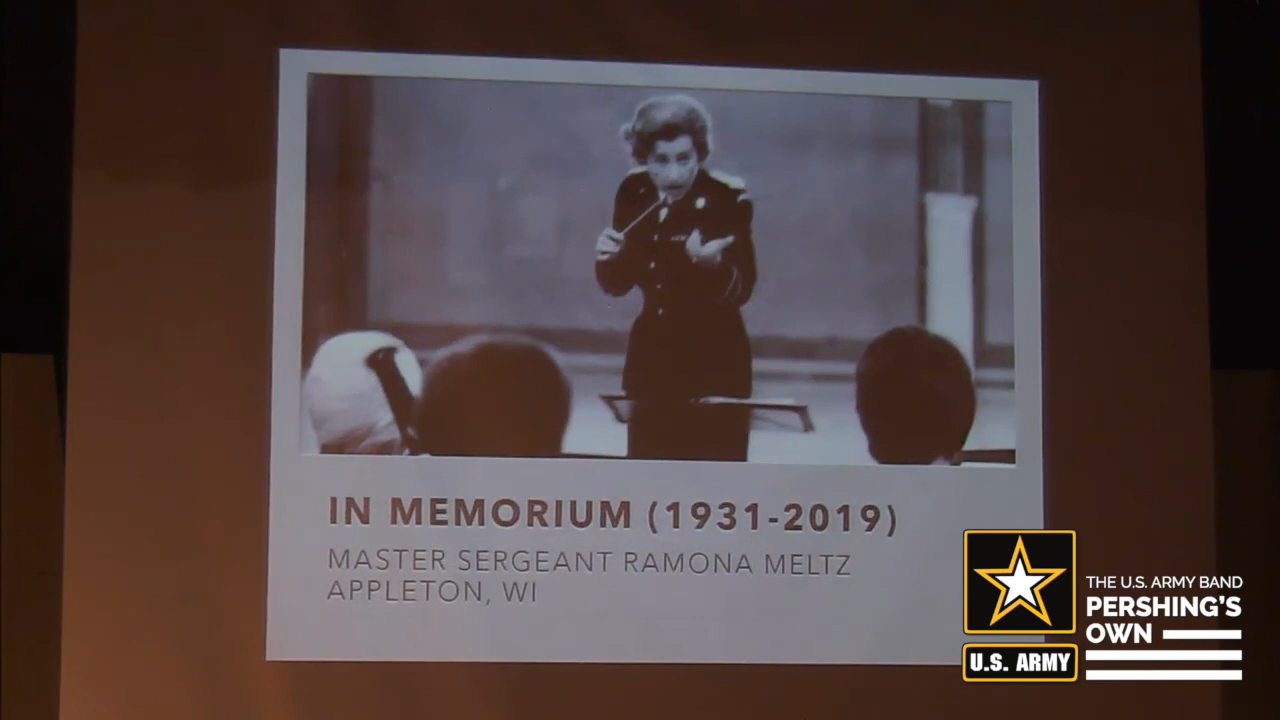 IN MEMORIUM (1931-2019)
MASTER SERGEANT RAMONA MELTZ
APPLETON, WI
THE U.S. ARMY BAND
PERSHING'S
OWN
U.S. ARMY